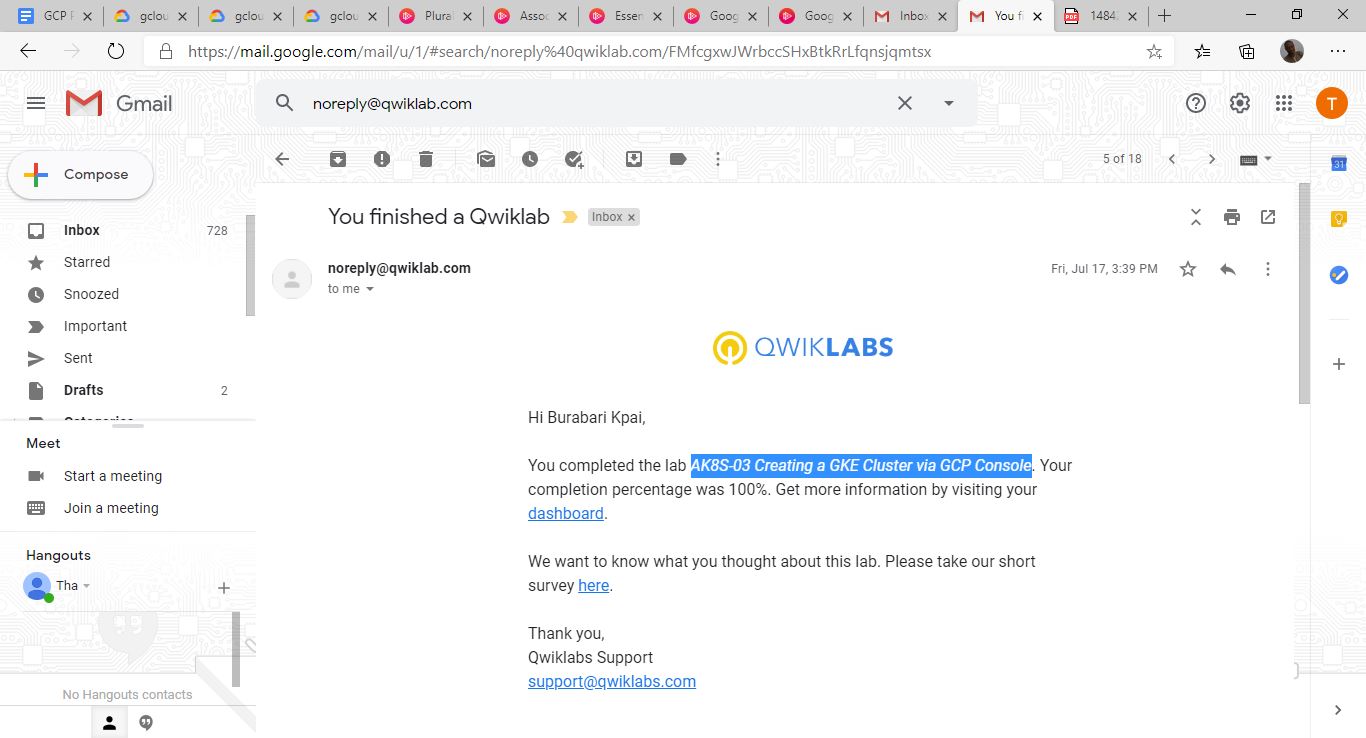 GCP F
gclou
gclou
gclou
Plural
Assoc
Essen
Goog
Goog
Inbox
You fi
1484
https://mail.google.com/mail/u/1/#search/noreply%40qwiklab.com/FMfcgxwJWrbccSHxBtkRrLfqnsjqmtsx
Gmail
noreply@qwiklab.com
T
Compose
5 of 18
31
You finished a Qwiklab
Inbox ×
Inbox 728
Starred
Snoozed
Important
Sent
Drafts 2
Categories
noreply@qwiklab.com
Fri, Jul 17, 3:39 PM
to me
QWIKLABS
Hi Burabari Kpai,
You completed the lab AK8S-03 Creating a GKE Cluster via GCP Console. Your
completion percentage was 100%. Get more information by visiting your
dashboard.
We want to know what you thought about this lab. Please take our short
survey here.
Thank you,
Qwiklabs Support
support@qwiklabs.com
Meet
Start a meeting
Join a meeting
Hangouts
Tha
No Hangouts contacts